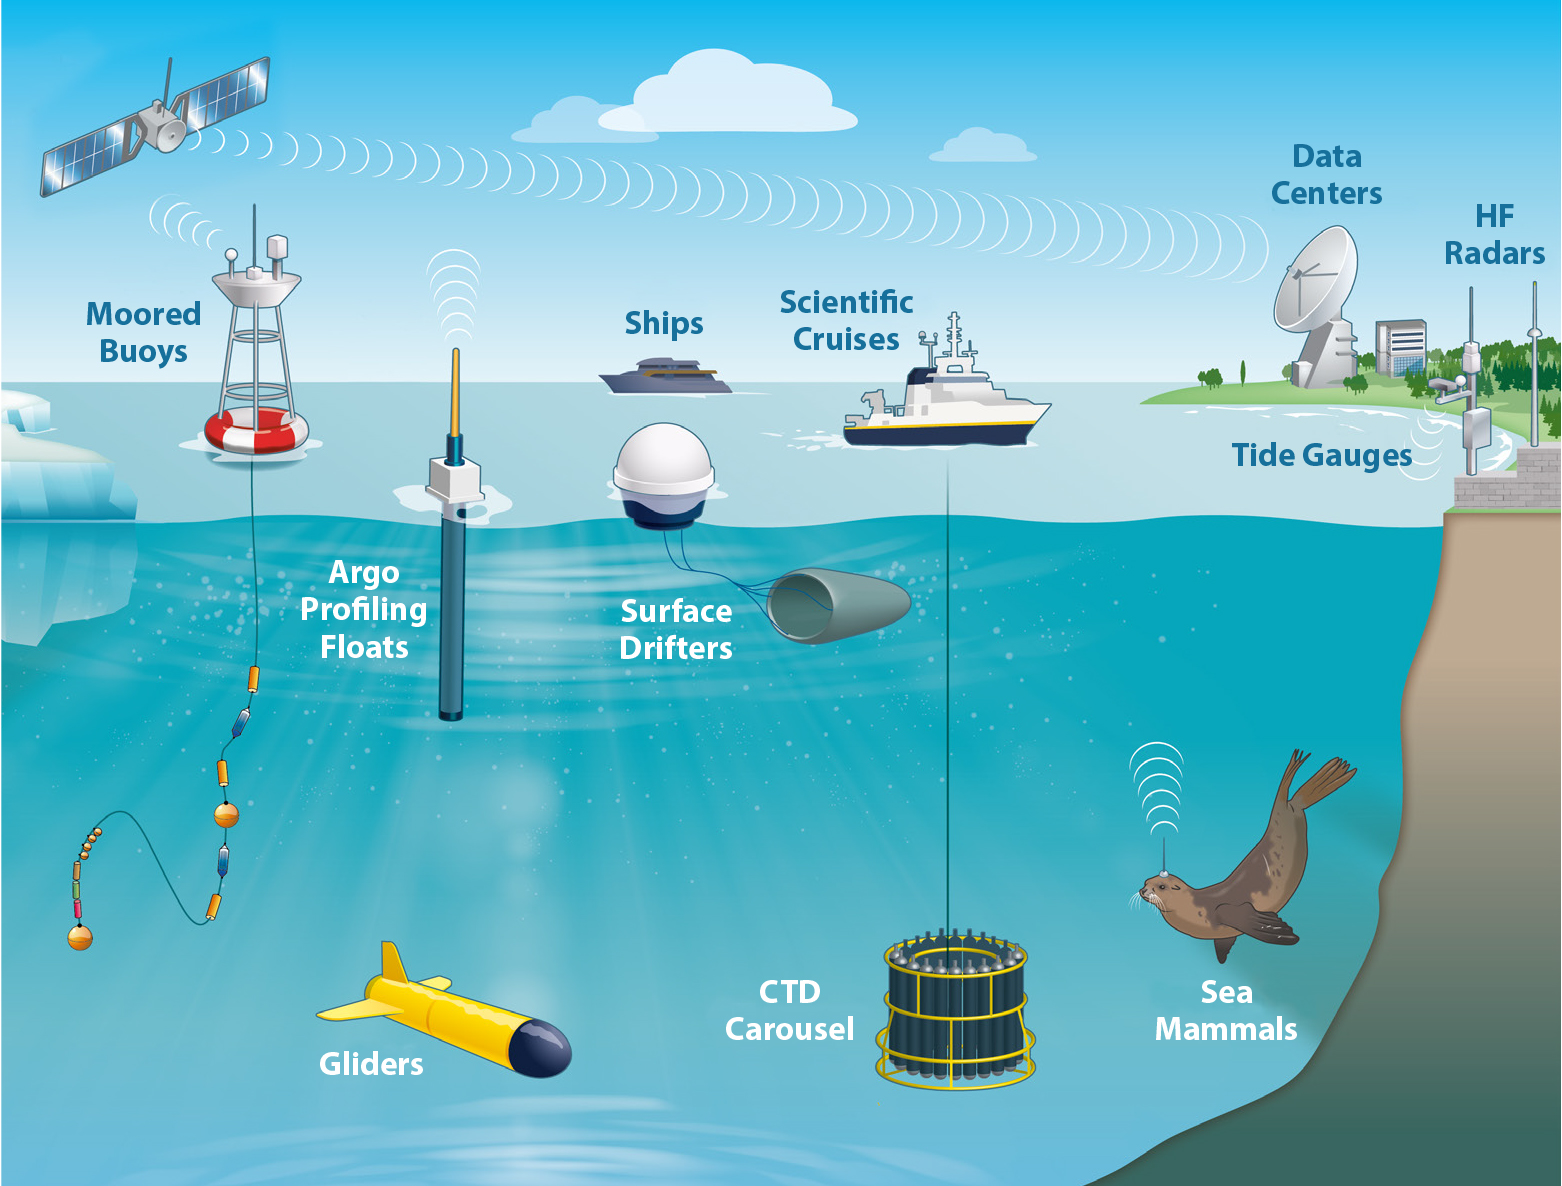 Data
Centers
HF
Radars
Moored
Buoys
Ships
Scientific
Cruises
Tide Gauges
Argo
Profiling
Floats
Surface
Drifters
Gliders
CTD
Carousel
Sea
Mammals